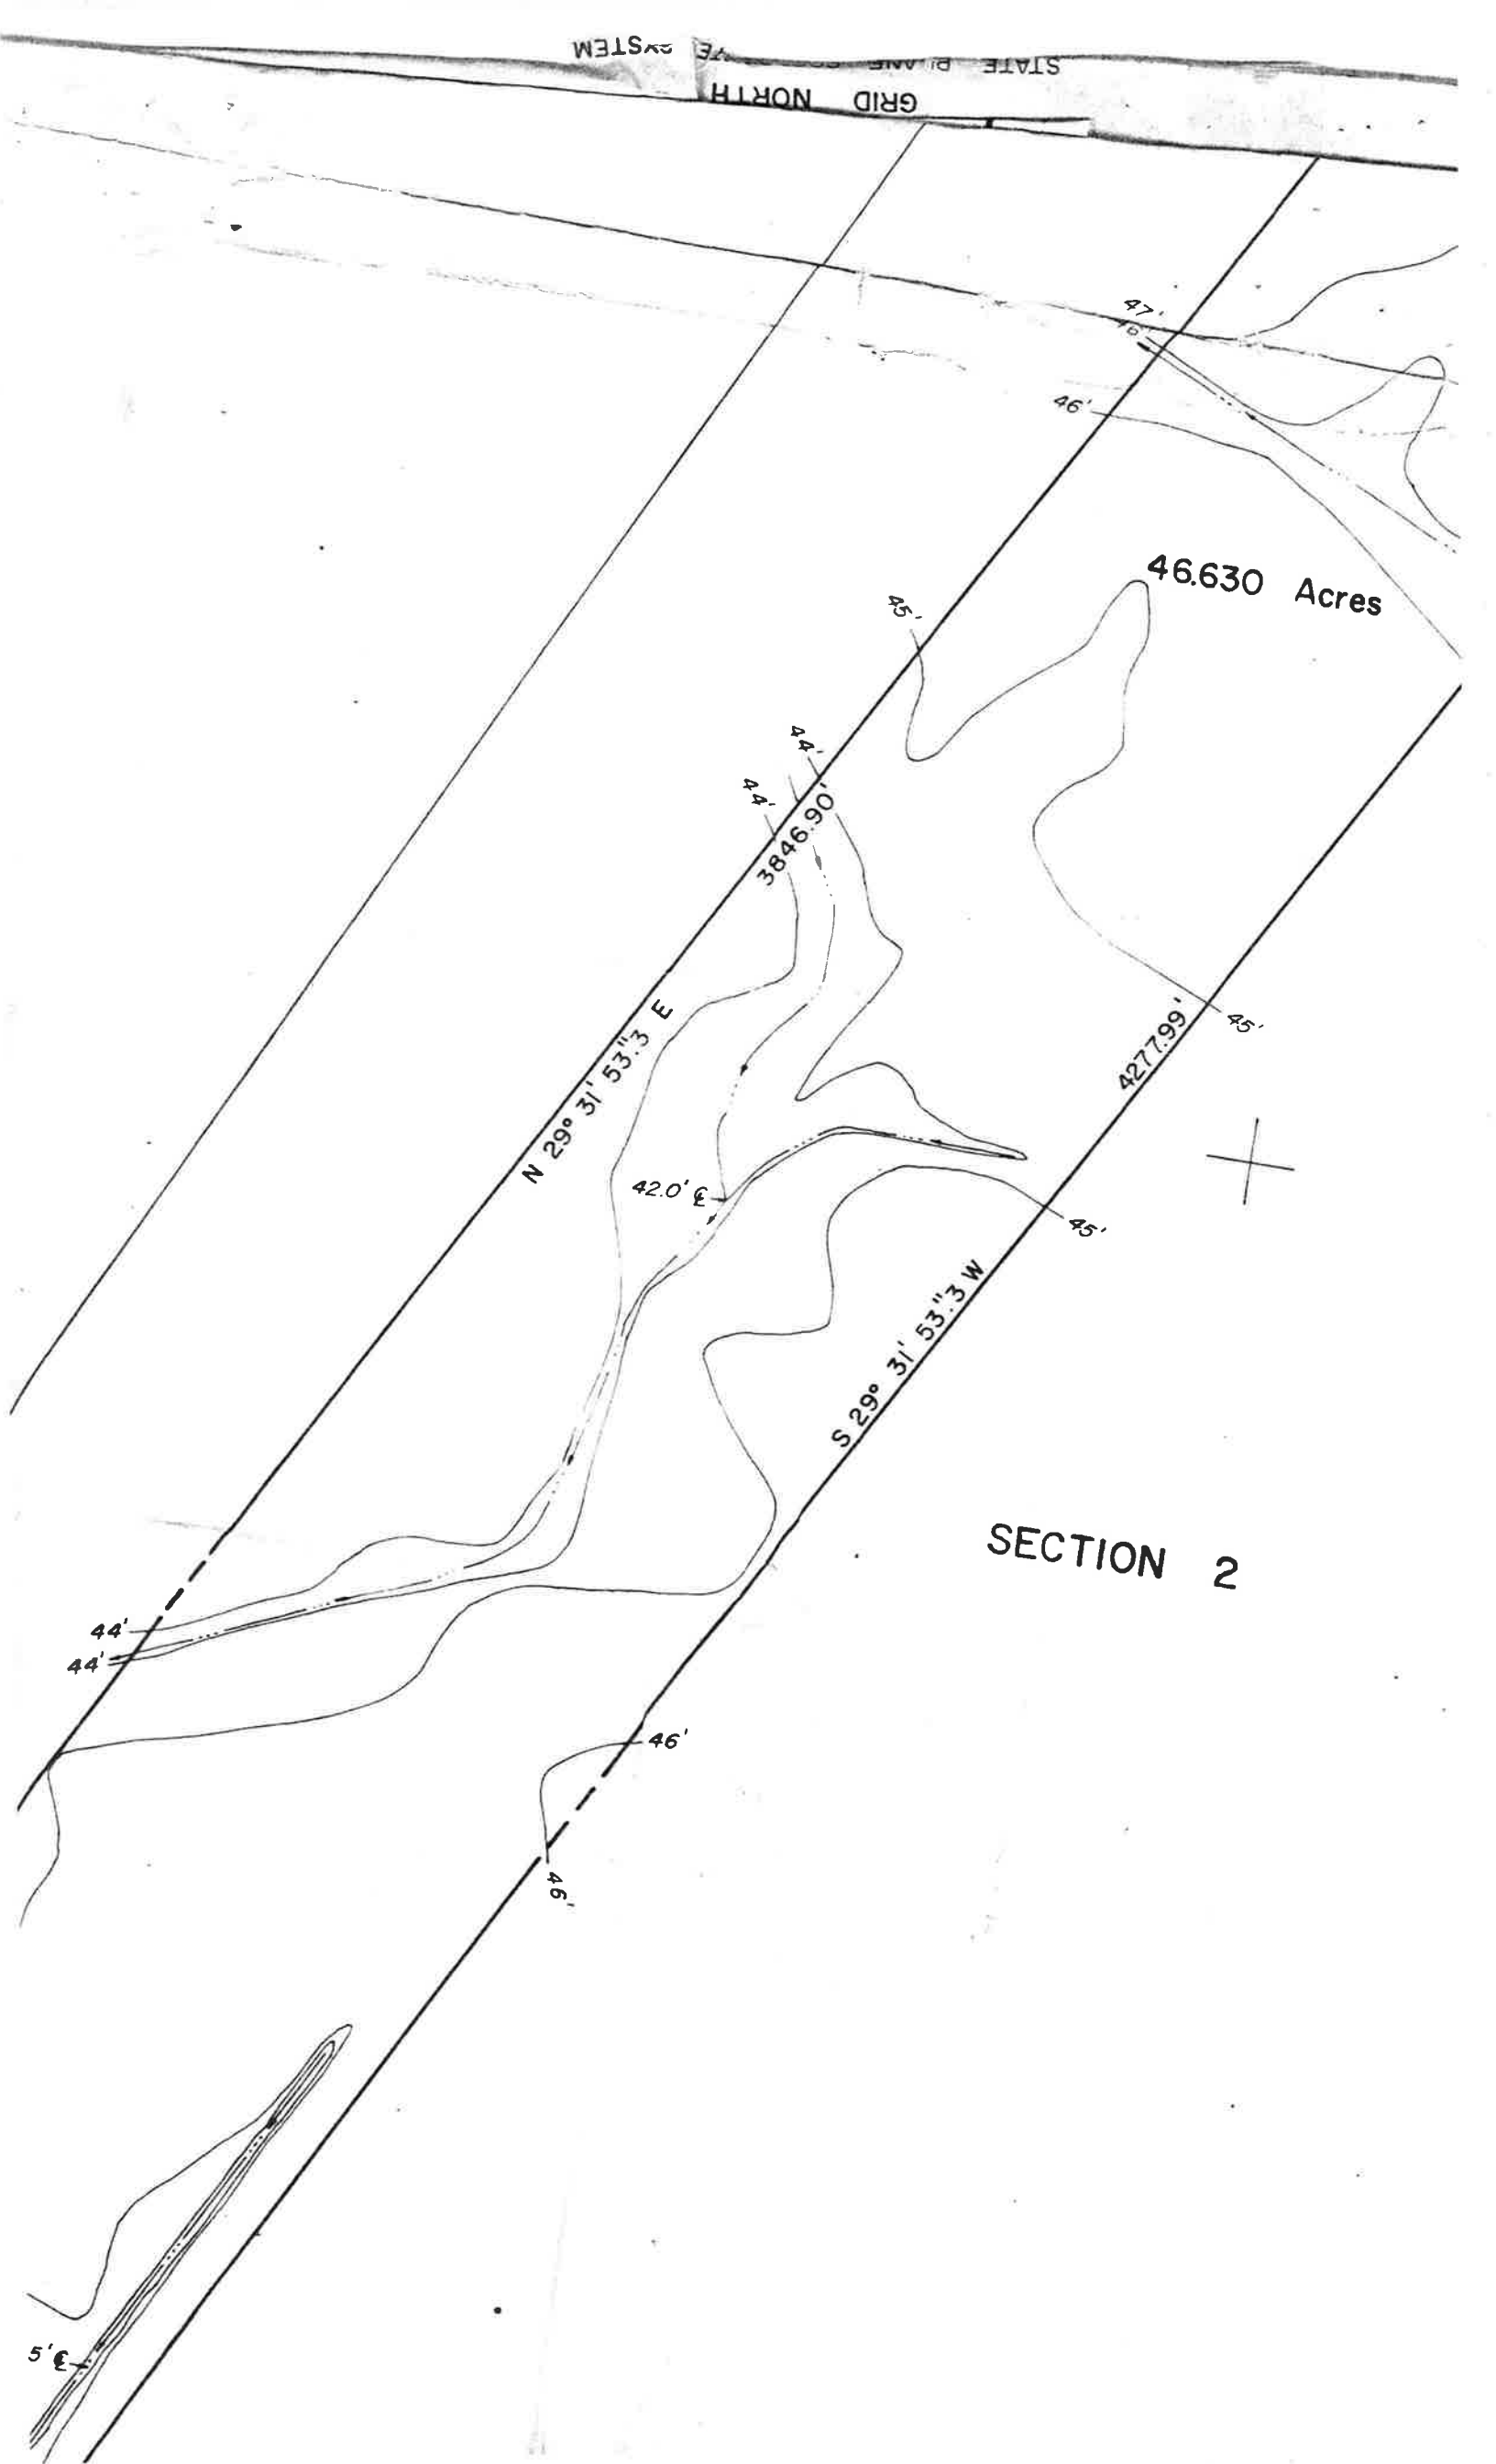 STATE PLANE SYSTEM
GRID NORTH
47'
46'
46.630 Acres
45'
44'
44'
3846.90'
N 29° 31' 53."3 E
45'
4277.99'
42.0' ℄
45'
S 29° 31' 53."3 W
SECTION 2
44'
44'
46'
46'
5' ℄